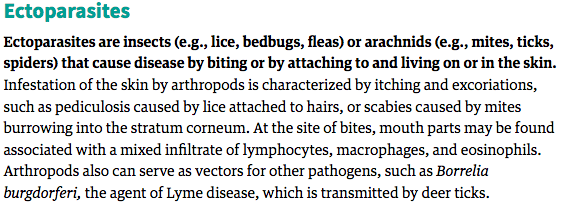 Ectoparasites
Ectoparasites are insects (e.g., lice, bedbugs, fleas) or arachnids (e.g., mites, ticks,
spiders) that cause disease by biting or by attaching to and living on or in the skin.
Infestation of the skin by arthropods is characterized by itching and excoriations,
such as pediculosis caused by lice attached to hairs, or scabies caused by mites
burrowing into the stratum corneum. At the site of bites, mouth parts may be found
associated with a mixed infiltrate of lymphocytes, macrophages, and eosinophils.
Arthropods also can serve as vectors for other pathogens, such as Borrelia
burgdorferi, the agent of Lyme disease, which is transmitted by deer ticks.